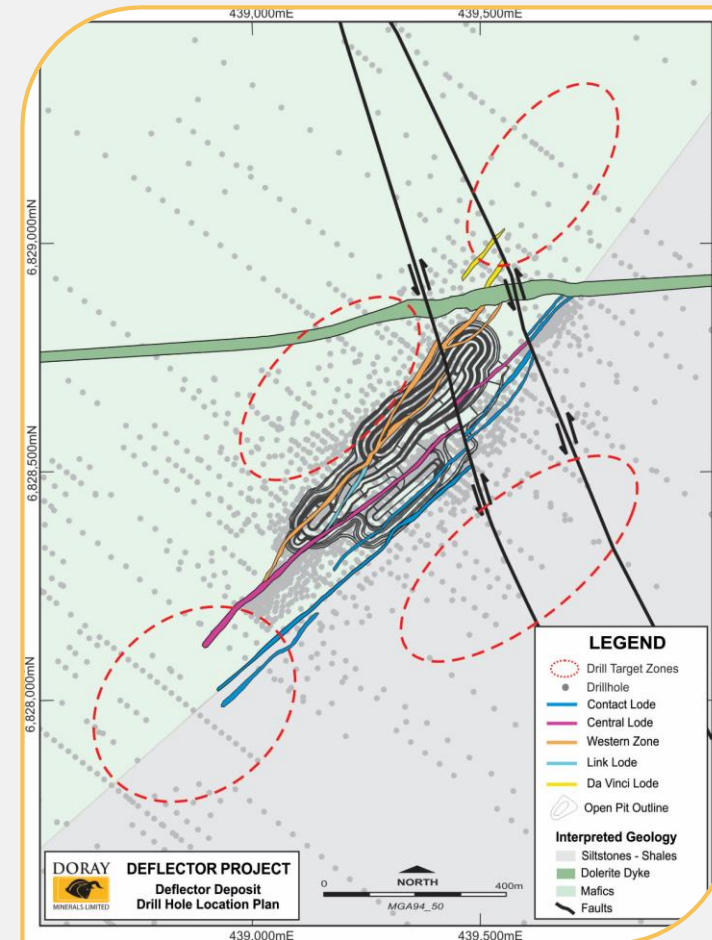 439,000mE
439,500mE
6,829,000mN
6,828,500mN
6,828,000mN
LEGEND
Drill Target Zones
Drillhole
Contact Lode
Central Lode
Western Zone
Link Lode
Da Vinci Lode
Open Pit Outline
Interpreted Geology
Siltstones - Shales
Dolerite Dyke
Mafics
Faults
DORAY
MINERALS LIMITED
DEFLECTOR PROJECT
Deflector Deposit
Drill Hole Location Plan
0
400m
NORTH
MGA94_50
439,000mE
439,500mE